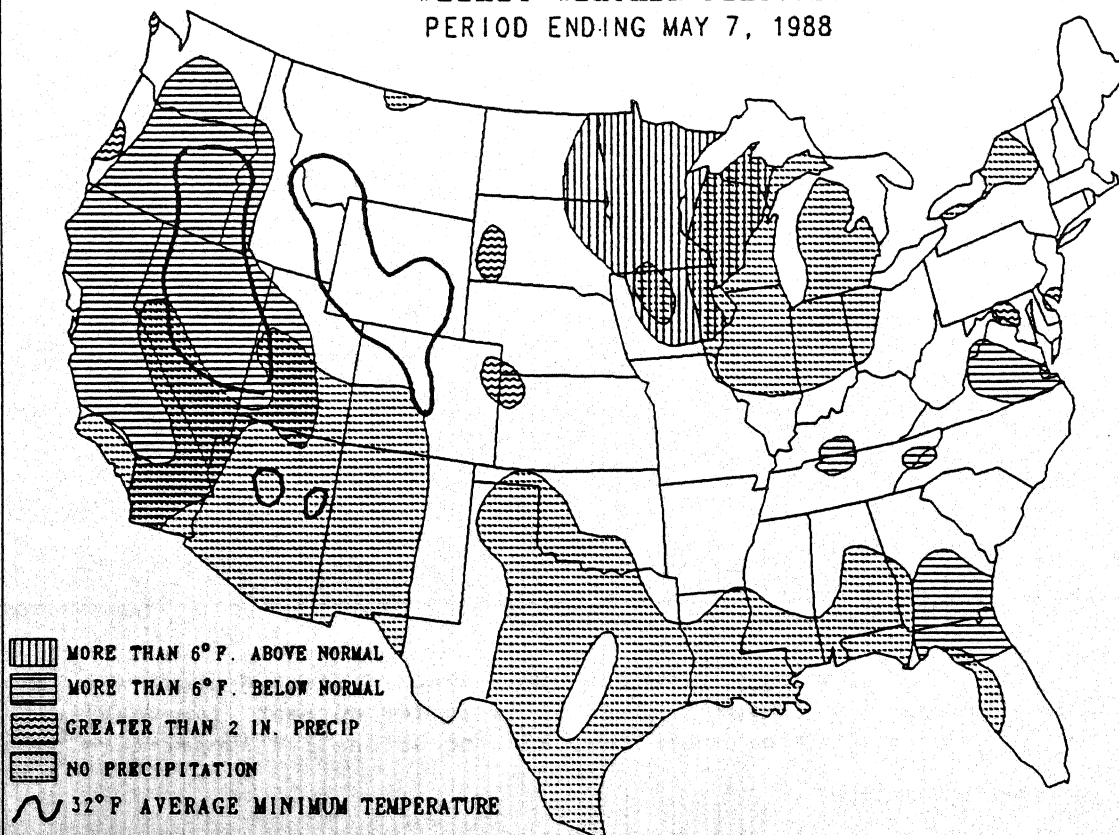 PERIOD ENDING MAY 7, 1988
MORE THAN 6° F. ABOVE NORMAL
MORE THAN 6° F. BELOW NORMAL
GREATER THAN 2 IN. PRECIP
NO PRECIPITATION
32°F AVERAGE MINIMUM TEMPERATURE